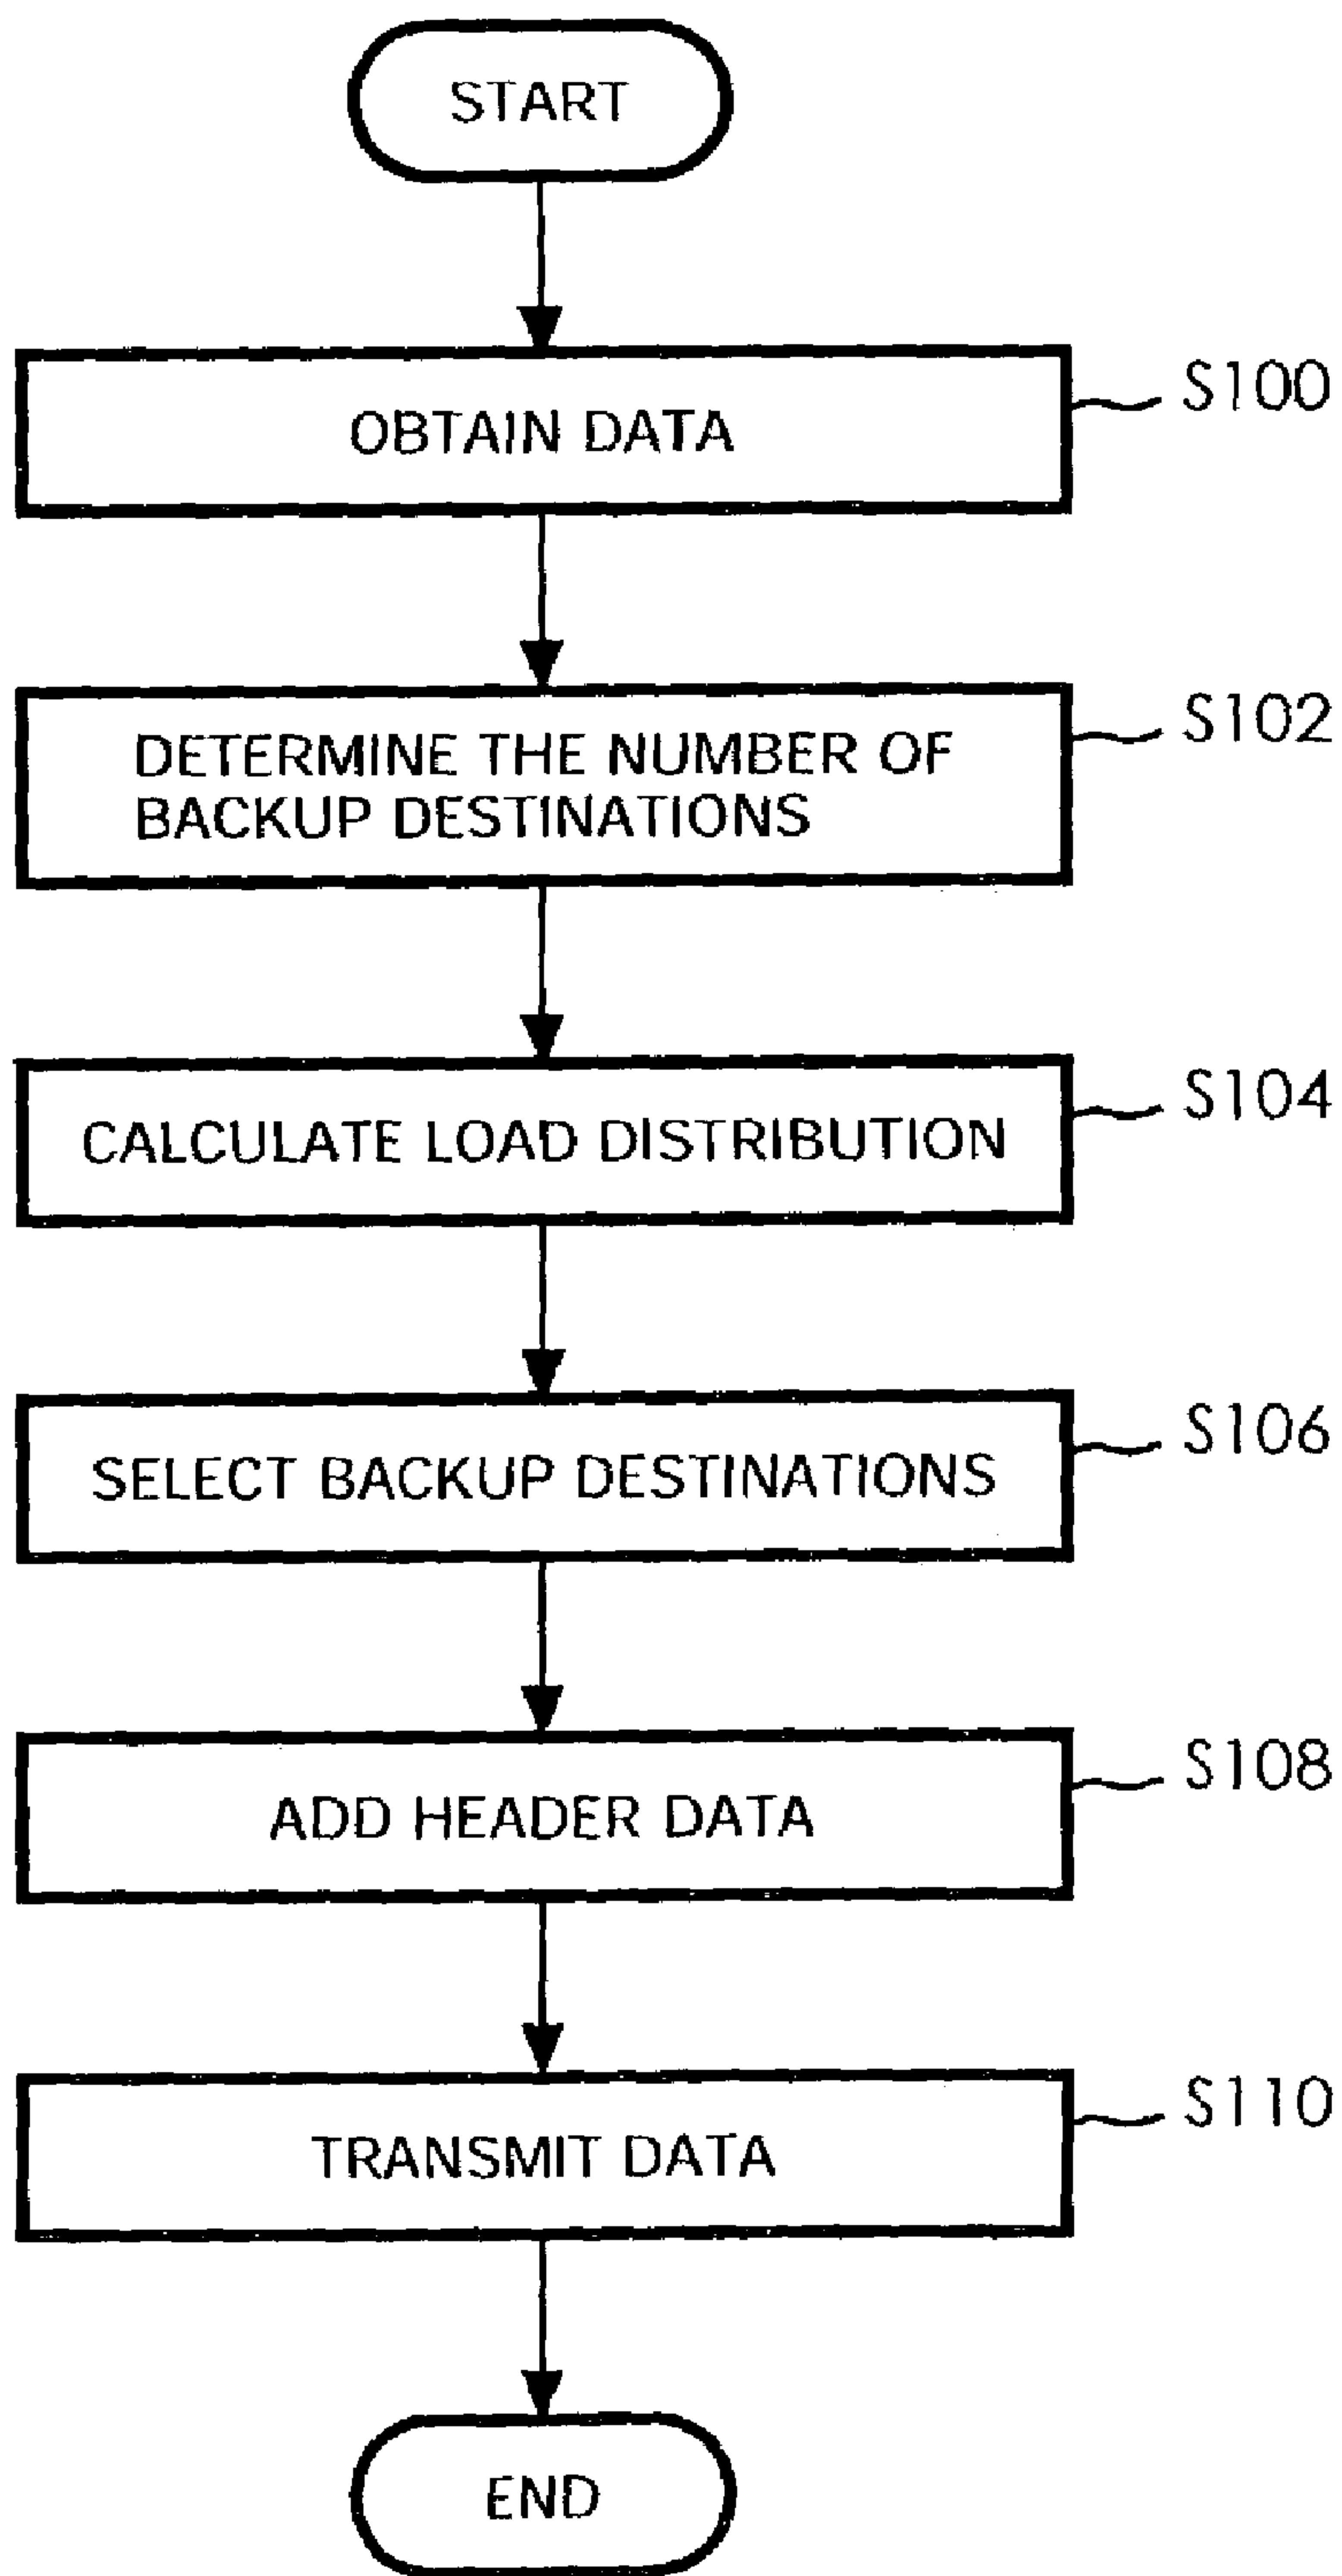 START
OBTAIN DATA
S100
DETERMINE THE NUMBER OF
BACKUP DESTINATIONS
S102
CALCULATE LOAD DISTRIBUTION
S104
SELECT BACKUP DESTINATIONS
S106
ADD HEADER DATA
S108
TRANSMIT DATA
S110
END